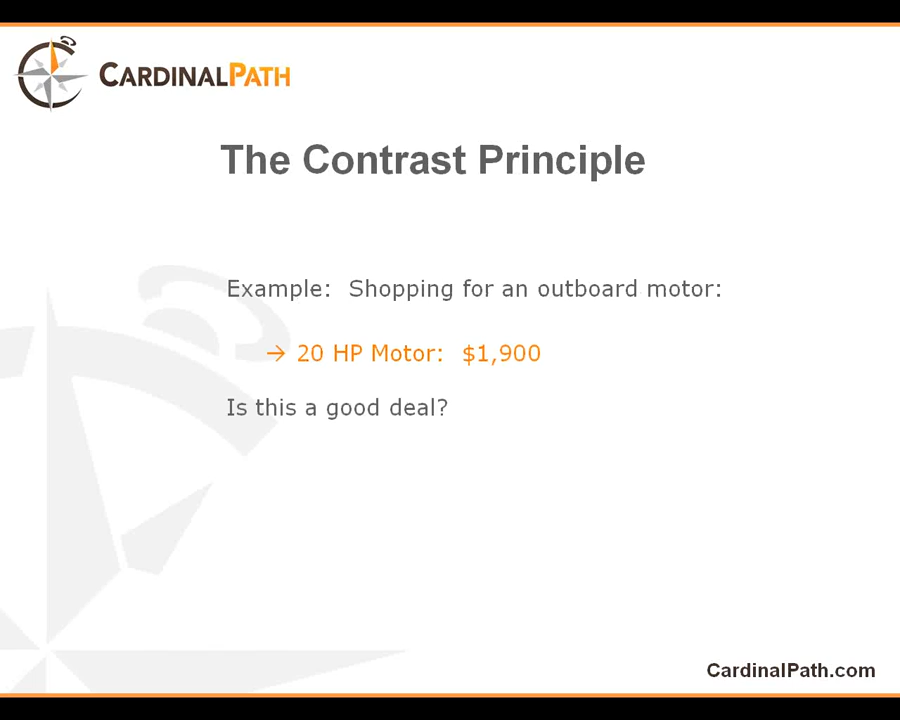 CARDINALPATH
The Contrast Principle
Example: Shopping for an outboard motor:
→ 20 HP Motor: $1,900
Is this a good deal?
CardinalPath.com